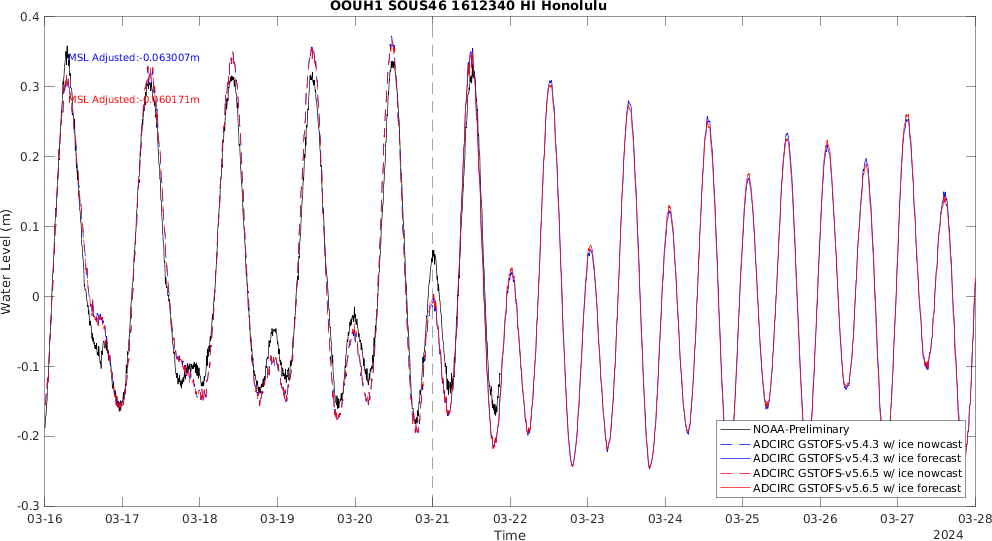 OOUH1 SOUS46 1612340 HI Honolulu
0.4
0.3
0.2
0.1
0
-0.1
-0.2
-0.3
Water Level (m)
MSL Adjusted:-0.063007m
MSL Adjusted:-0.060171m
NOAA-Preliminary
ADCIRC GSTOFS-v5.4.3 w/ ice nowcast
ADCIRC GSTOFS-v5.4.3 w/ ice forecast
ADCIRC GSTOFS-v5.6.5 w/ ice nowcast
ADCIRC GSTOFS-v5.6.5 w/ ice forecast
03-16 03-17 03-18 03-19 03-20 03-21 03-22 03-23 03-24 03-25 03-26 03-27 03-28
Time
2024